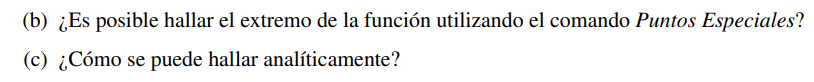 (b) ¿Es posible hallar el extremo de la función utilizando el comando Puntos Especiales?
(c) ¿Cómo se puede hallar analíticamente?